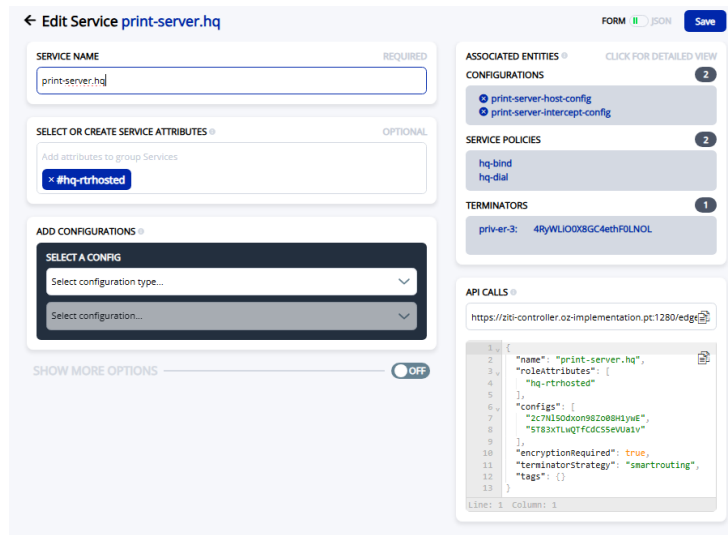 ← Edit Service print-server.hq
FORM JSON Save
SERVICE NAME REQUIRED
print-server.hq
SELECT OR CREATE SERVICE ATTRIBUTES OPTIONAL
Add attributes to group Services
× #hq-rtrhosted
ADD CONFIGURATIONS
SELECT A CONFIG
Select configuration type...
Select configuration...
SHOW MORE OPTIONS OFF
ASSOCIATED ENTITIES CLICK FOR DETAILED VIEW
CONFIGURATIONS 2
print-server-host-config
print-server-intercept-config
SERVICE POLICIES 2
hq-bind
hq-dial
TERMINATORS 1
priv-er-3: 4RyWLiO0X8GC4ethF0LNOL
API CALLS
https://ziti-controller.oz-implementation.pt:1280/edge
1 {
2 "name": "print-server.hq",
3 "roleAttributes": [
4 "hq-rtrhosted"
5 ],
6 "configs": [
7 "2c7Nl5Odxon98Zo08H1ywE",
8 "5T83xTLwQTfCdCS5eVUa1v"
9 ],
10 "encryptionRequired": true,
11 "terminatorStrategy": "smartrouting",
12 "tags": {}
13 }
Line: 1 Column: 1